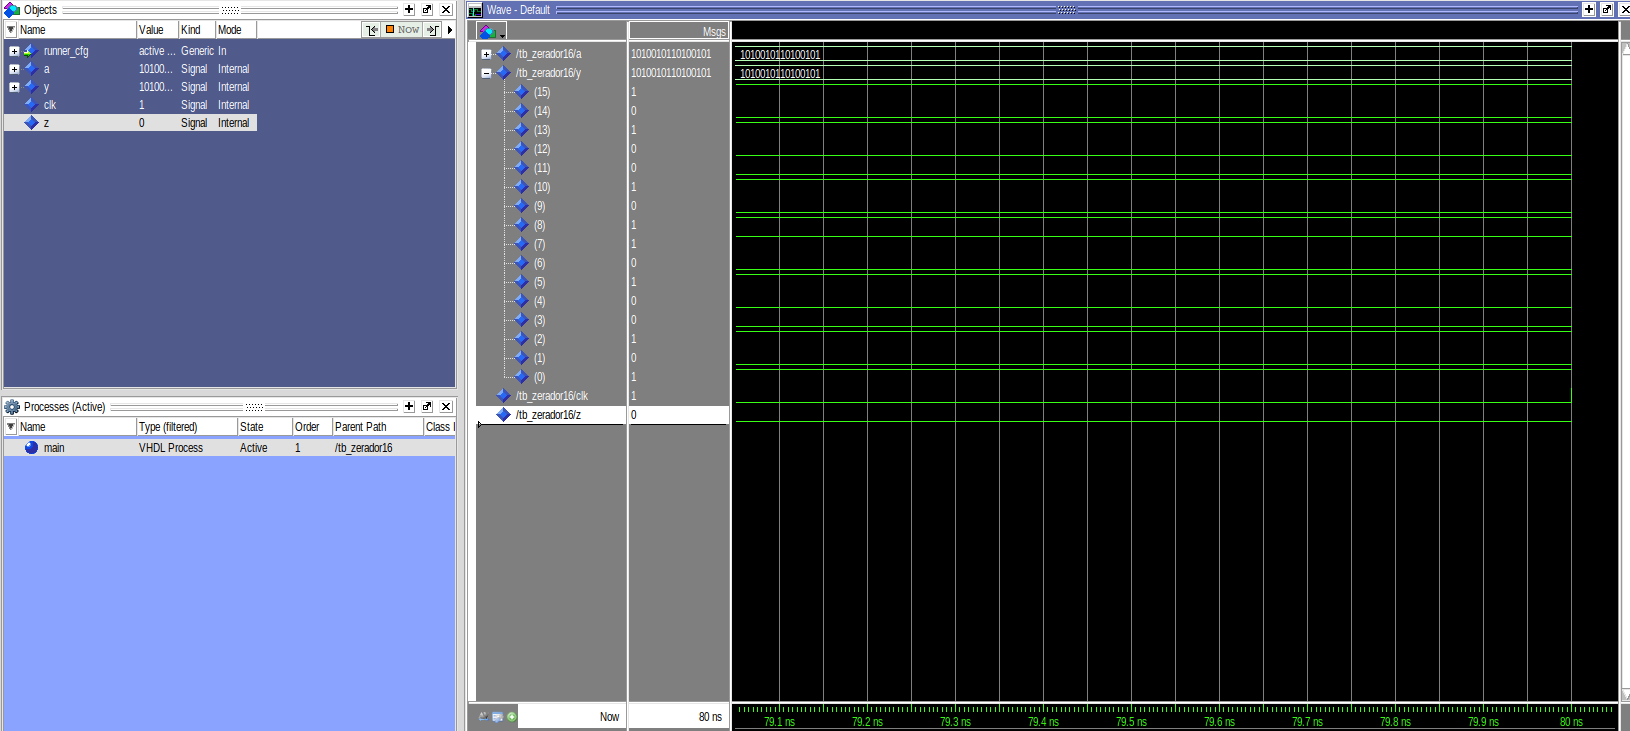 Objects
Name Value Kind Mode NOW
runner_cfg active ... Generic In
a 10100... Signal Internal
y 10100... Signal Internal
clk 1 Signal Internal
z 0 Signal Internal
Processes (Active)
Name Type (filtered) State Order Parent Path Class I
main VHDL Process Active 1 /tb_zerador16
Wave - Default
Msgs
/tb_zerador16/a 1010010110100101 1010010110100101
/tb_zerador16/y 1010010110100101 1010010110100101
(15) 1
(14) 0
(13) 1
(12) 0
(11) 0
(10) 1
(9) 0
(8) 1
(7) 1
(6) 0
(5) 1
(4) 0
(3) 0
(2) 1
(1) 0
(0) 1
/tb_zerador16/clk 1
/tb_zerador16/z 0
Now 80 ns
79.1 ns 79.2 ns 79.3 ns 79.4 ns 79.5 ns 79.6 ns 79.7 ns 79.8 ns 79.9 ns 80 ns